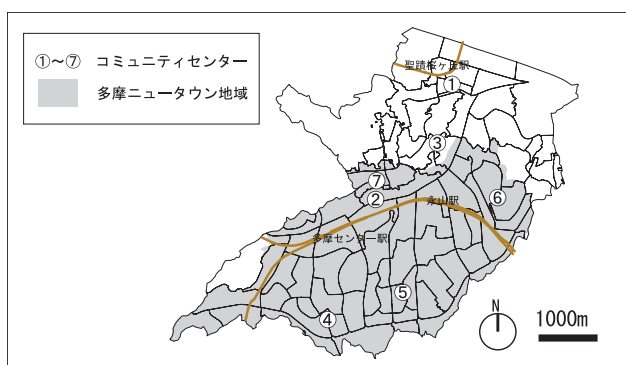 ①～⑦ コミュニティセンター
多摩ニュータウン地域
聖蹟桜ヶ丘駅
①
③
⑦
②
永山駅
⑥
多摩センター駅
⑤
④
N
1000m